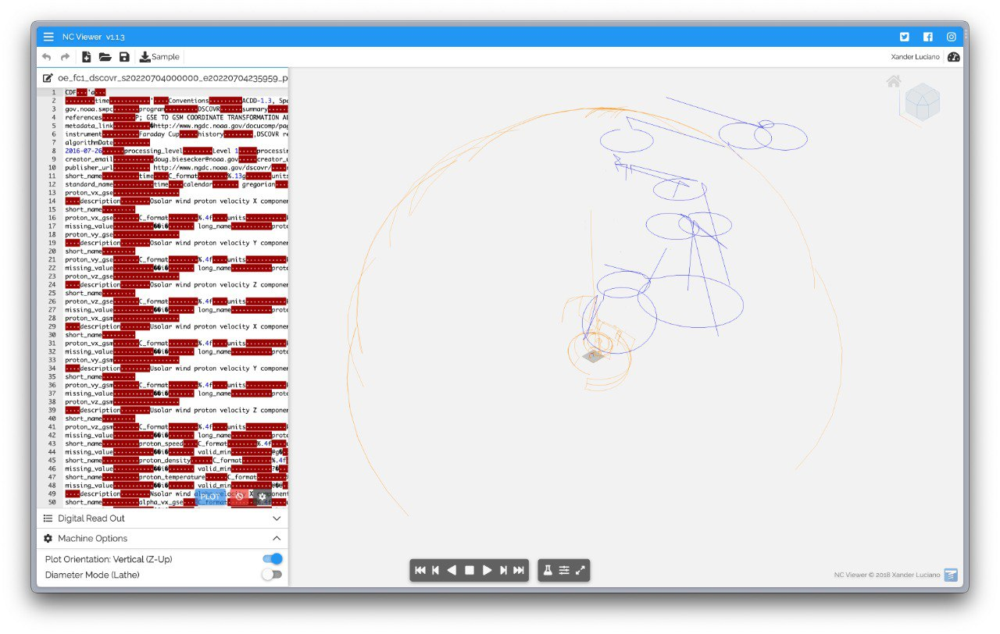 NC Viewer v1.1.3
Sample
Xander Luciano
oe_fc1_dscovr_s20220704000000_e20220704235959_p
1 CDF 'a
2 time ' Conventions ACDD-1.3, Spa
3 gov.noaa.swpc program DSCOVR summary
4 references P; GSE TO GSM COORDINATE TRANSFORMATION AL
5 metadata_link http://www.ngdc.noaa.gov/docucomp/pag
6 instrument Faraday Cup history ,DSCOVR re
7 algorithmDate
8 2016-07-26 processing_level Level 1 processin
9 creator_email doug.biesecker@noaa.gov creator_u
10 publisher_url http://www.ngdc.noaa.gov/dscovr/
11 short_name time C_format %.13g units
12 standard_name time calendar gregorian
13 proton_vx_gse
14 description Osolar wind proton velocity X componen
15 short_name
16 proton_vx_gse C_format %.4f units
17 missing_value ��i� long_name proto
18 proton_vy_gse
19 description Osolar wind proton velocity Y componen
20 short_name
21 proton_vy_gse C_format %.4f units
22 missing_value ��i� long_name proto
23 proton_vz_gse
24 description Osolar wind proton velocity Z componen
25 short_name
26 proton_vz_gse C_format %.4f units
27 missing_value ��i� long_name proto
28 proton_vx_gsm
29 description Usolar wind proton velocity X componen
30 short_name
31 proton_vx_gsm C_format %.4f units
32 missing_value ��i� long_name proto
33 proton_vy_gsm
34 description Usolar wind proton velocity Y componen
35 short_name
36 proton_vy_gsm C_format %.4f units
37 missing_value ��i� long_name proto
38 proton_vz_gsm
39 description Usolar wind proton velocity Z componen
40 short_name
41 proton_vz_gsm C_format %.4f units
42 missing_value ��i� long_name proto
43 short_name proton_speed C_format %.4f u
44 missing_value ��i� valid_min @g�
45 short_name proton_density C_format %.4f
46 missing_value ��i� valid_min ?�
47 short_name proton_temperature C_format
48 missing_value ��i� valid_min @�@
49 description Nsolar wind alpha velocity X component
50 short_name alpha_vx_gse C_format %.4f u
PLOT
Digital Read Out
Machine Options
Plot Orientation: Vertical (Z-Up)
Diameter Mode (Lathe)
NC Viewer © 2018 Xander Luciano